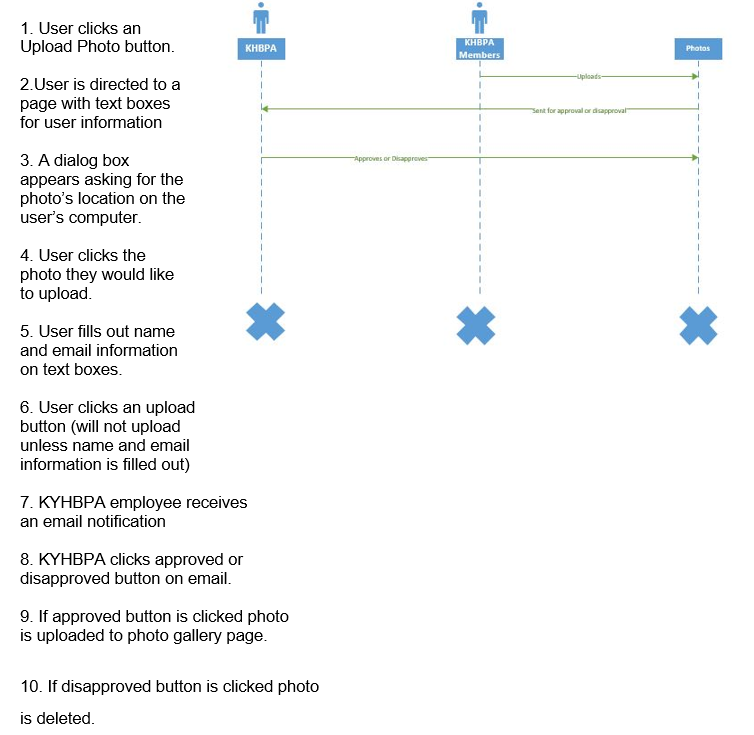 1. User clicks an
Upload Photo button.
2.User is directed to a
page with text boxes
for user information
3. A dialog box
appears asking for the
photo's location on the
user's computer.
4. User clicks the
photo they would like
to upload.
5. User fills out name
and email information
on text boxes.
6. User clicks an upload
button (will not upload
unless name and email
information is filled out)
7. KYHBPA employee receives
an email notification
8. KYHBPA clicks approved or
disapproved button on email.
9. If approved button is clicked photo
is uploaded to photo gallery page.
10. If disapproved button is clicked photo
is deleted.
KHBPA
KHBPA
Members
Photos
Uploads
Sent for approval or disapproval
Approves or Disapproves